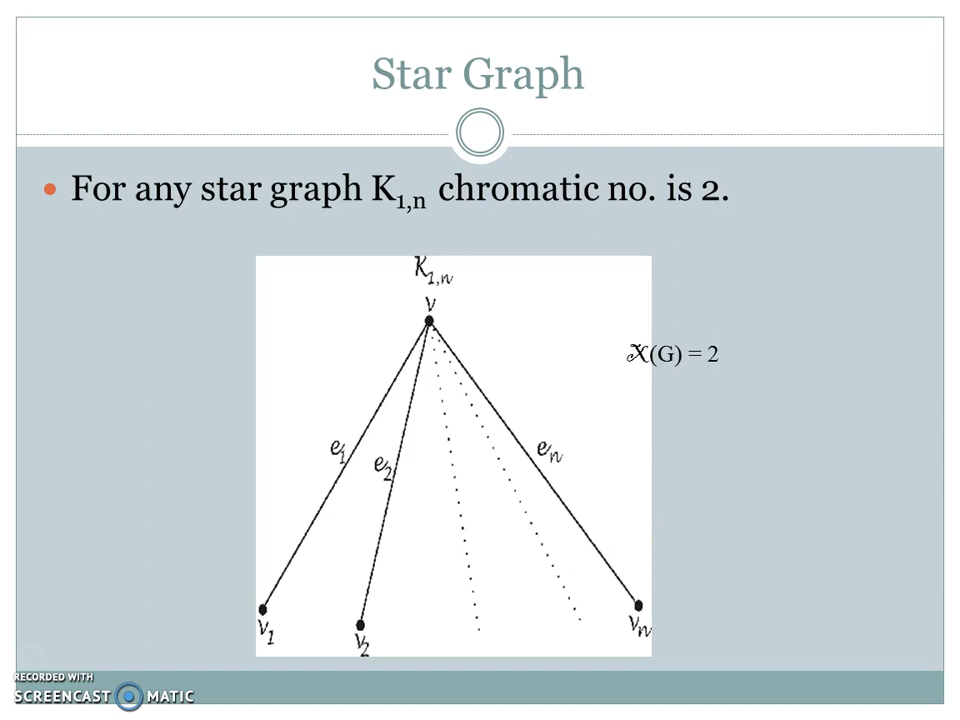 Star Graph
• For any star graph K₁,ₙ chromatic no. is 2.
K₁,ₙ
v
𝒳(G) = 2
e₁
e₂
eₙ
v₁
v₂
vₙ
RECORDED WITH
SCREENCAST MATIC